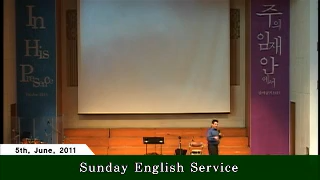 In
His
Presence
주의
임재
안에서
5th, June, 2011
Sunday English Service